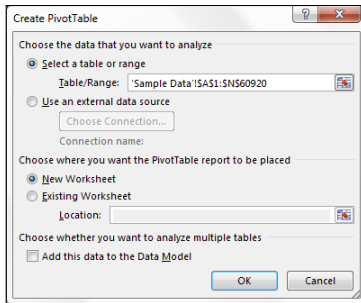 Create PivotTable
Choose the data that you want to analyze
Select a table or range
Table/Range: 'Sample Data'!$A$1:$N$60920
Use an external data source
Choose Connection...
Connection name:
Choose where you want the PivotTable report to be placed
New Worksheet
Existing Worksheet
Location:
Choose whether you want to analyze multiple tables
Add this data to the Data Model
OK Cancel